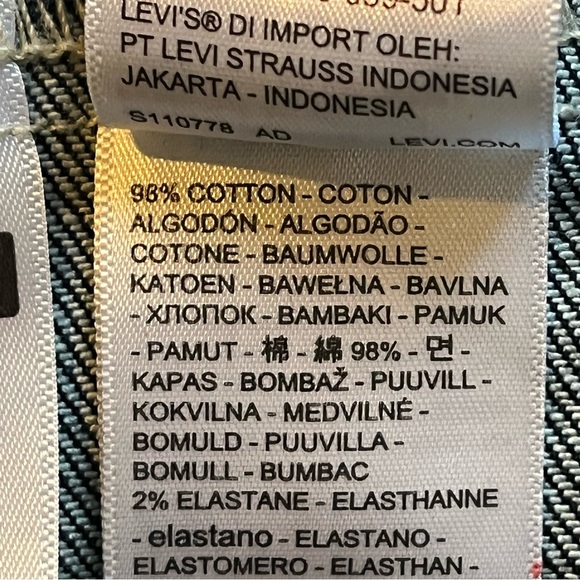 LEVI'S® DI IMPORT OLEH:
PT LEVI STRAUSS INDONESIA
JAKARTA - INDONESIA
S110778 AD LEVI.COM
98% COTTON - COTON -
ALGODÓN - ALGODÃO -
COTONE - BAUMWOLLE -
KATOEN - BAWEŁNA - BAVLNA
- ХЛОПОК - BAMBAKI - PAMUK
- PAMUT - 棉 - 綿 98% - 면 -
KAPAS - BOMBAŽ - PUUVILL -
KOKVILNA - MEDVILNĖ -
BOMULD - PUUVILLA -
BOMULL - BUMBAC
2% ELASTANE - ELASTHANNE
- elastano - ELASTANO -
ELASTOMERO - ELASTHAN -